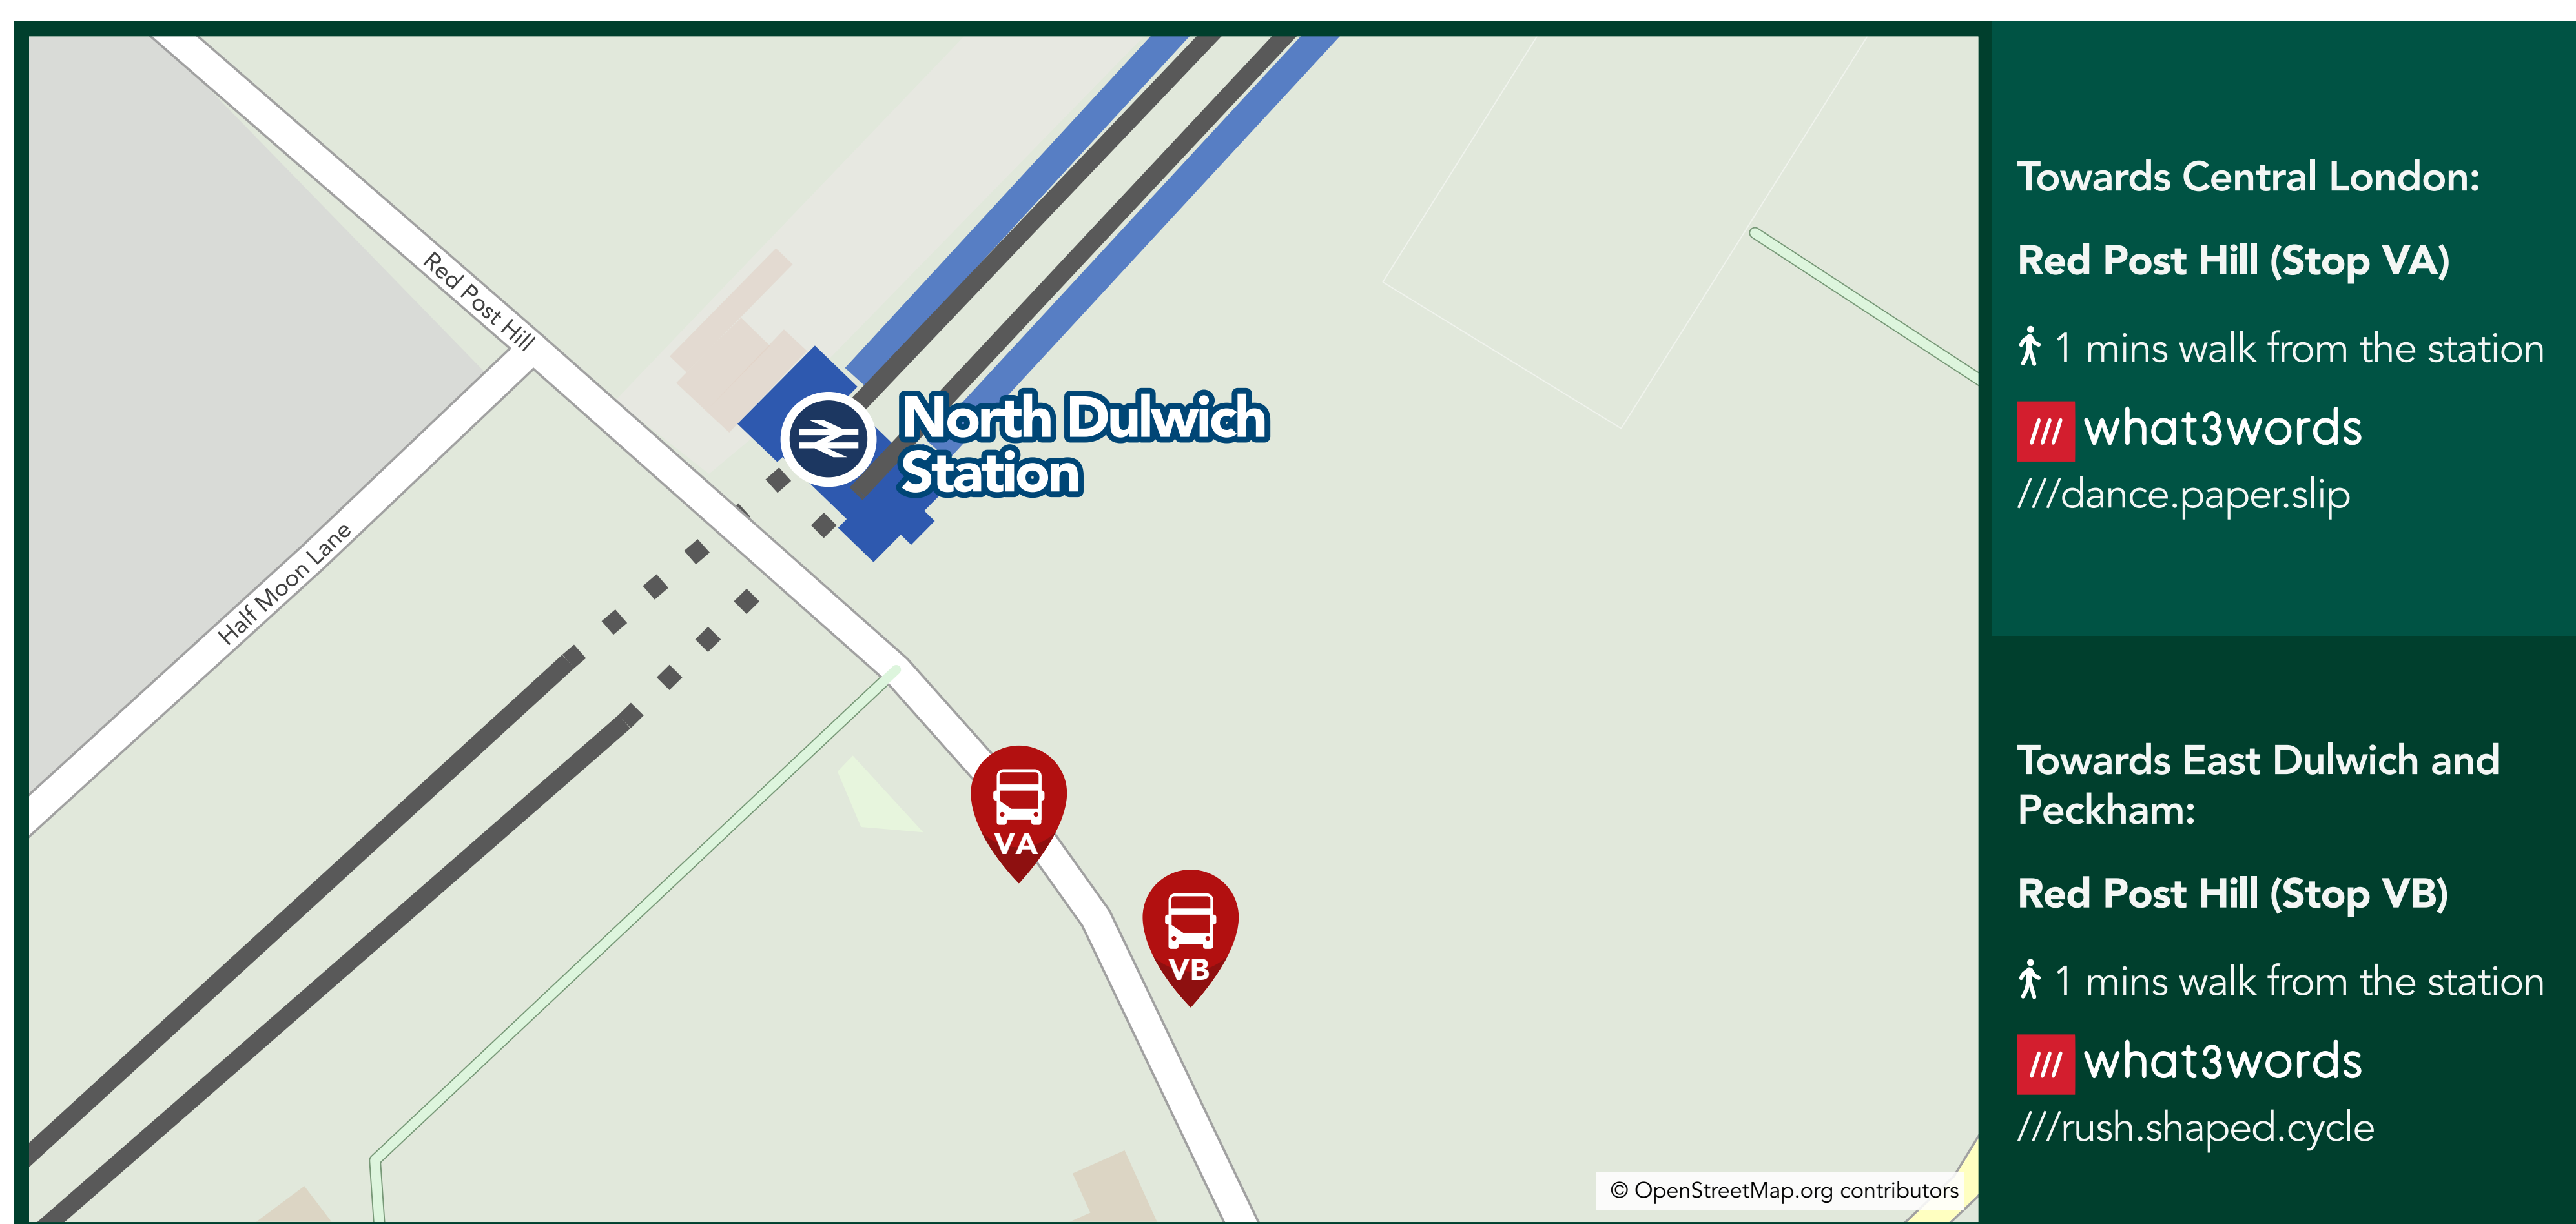 Red Post Hill
Half Moon Lane
North Dulwich
Station
VA
VB
© OpenStreetMap.org contributors
Towards Central London:
Red Post Hill (Stop VA)
1 mins walk from the station
/// what3words
///dance.paper.slip
Towards East Dulwich and
Peckham:
Red Post Hill (Stop VB)
1 mins walk from the station
/// what3words
///rush.shaped.cycle